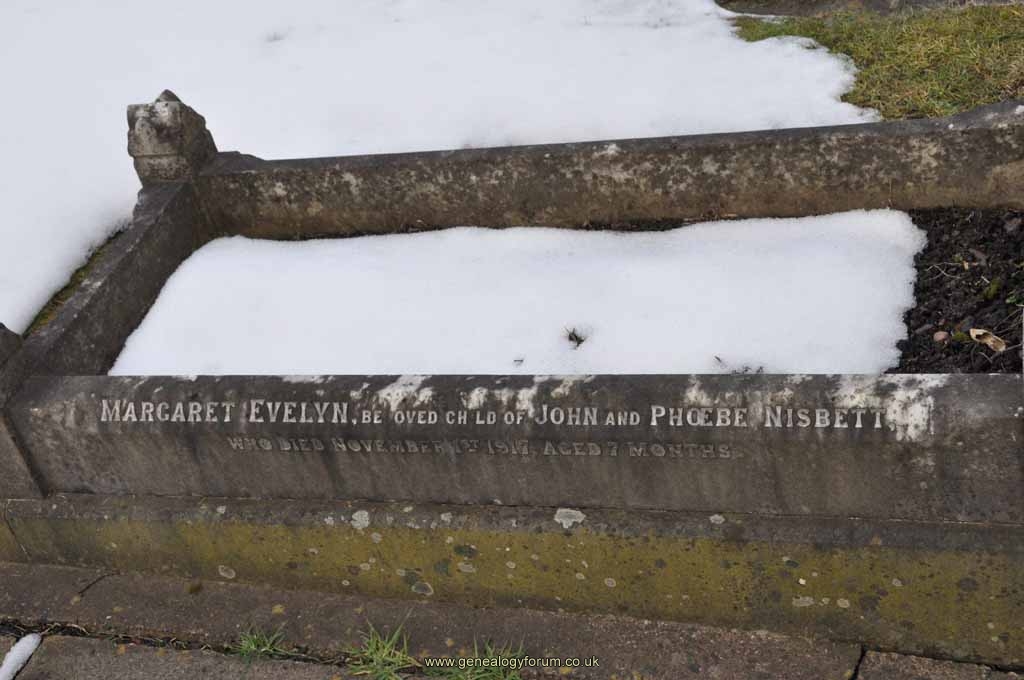 MARGARET EVELYN, BE OVED CH LD OF JOHN AND PHŒBE NISBETT,
WHO DIED NOVEMBER 1ST 1917, AGED 7 MONTHS.
www.genealogyforum.co.uk